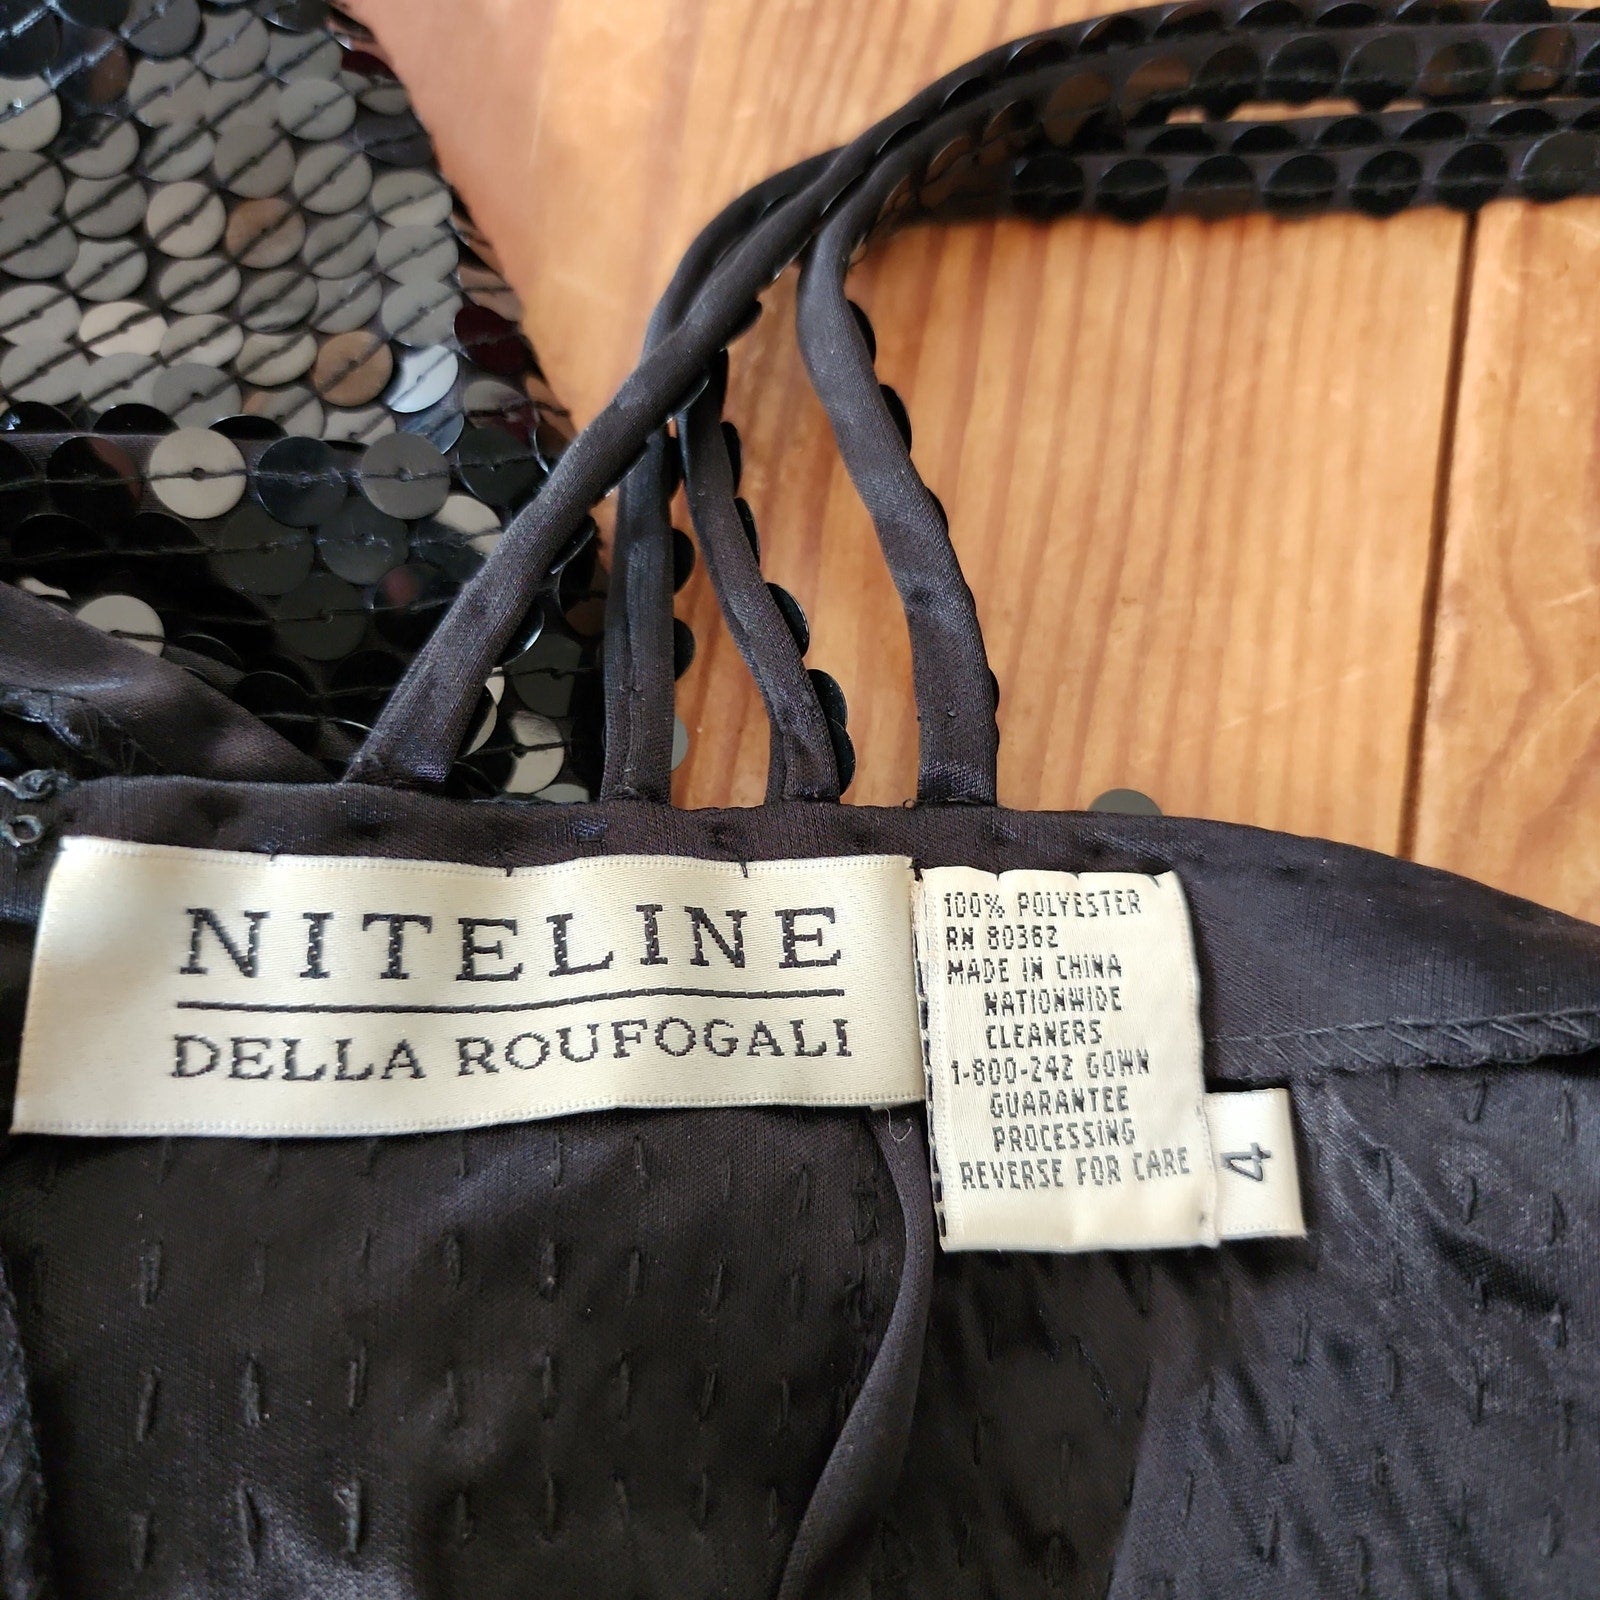 NITELINE
DELLA ROUFOGALI
100% POLYESTER
RN 80362
MADE IN CHINA
NATIONWIDE
CLEANERS
1-800-242 GOWN
GUARANTEE
PROCESSING
REVERSE FOR CARE
4